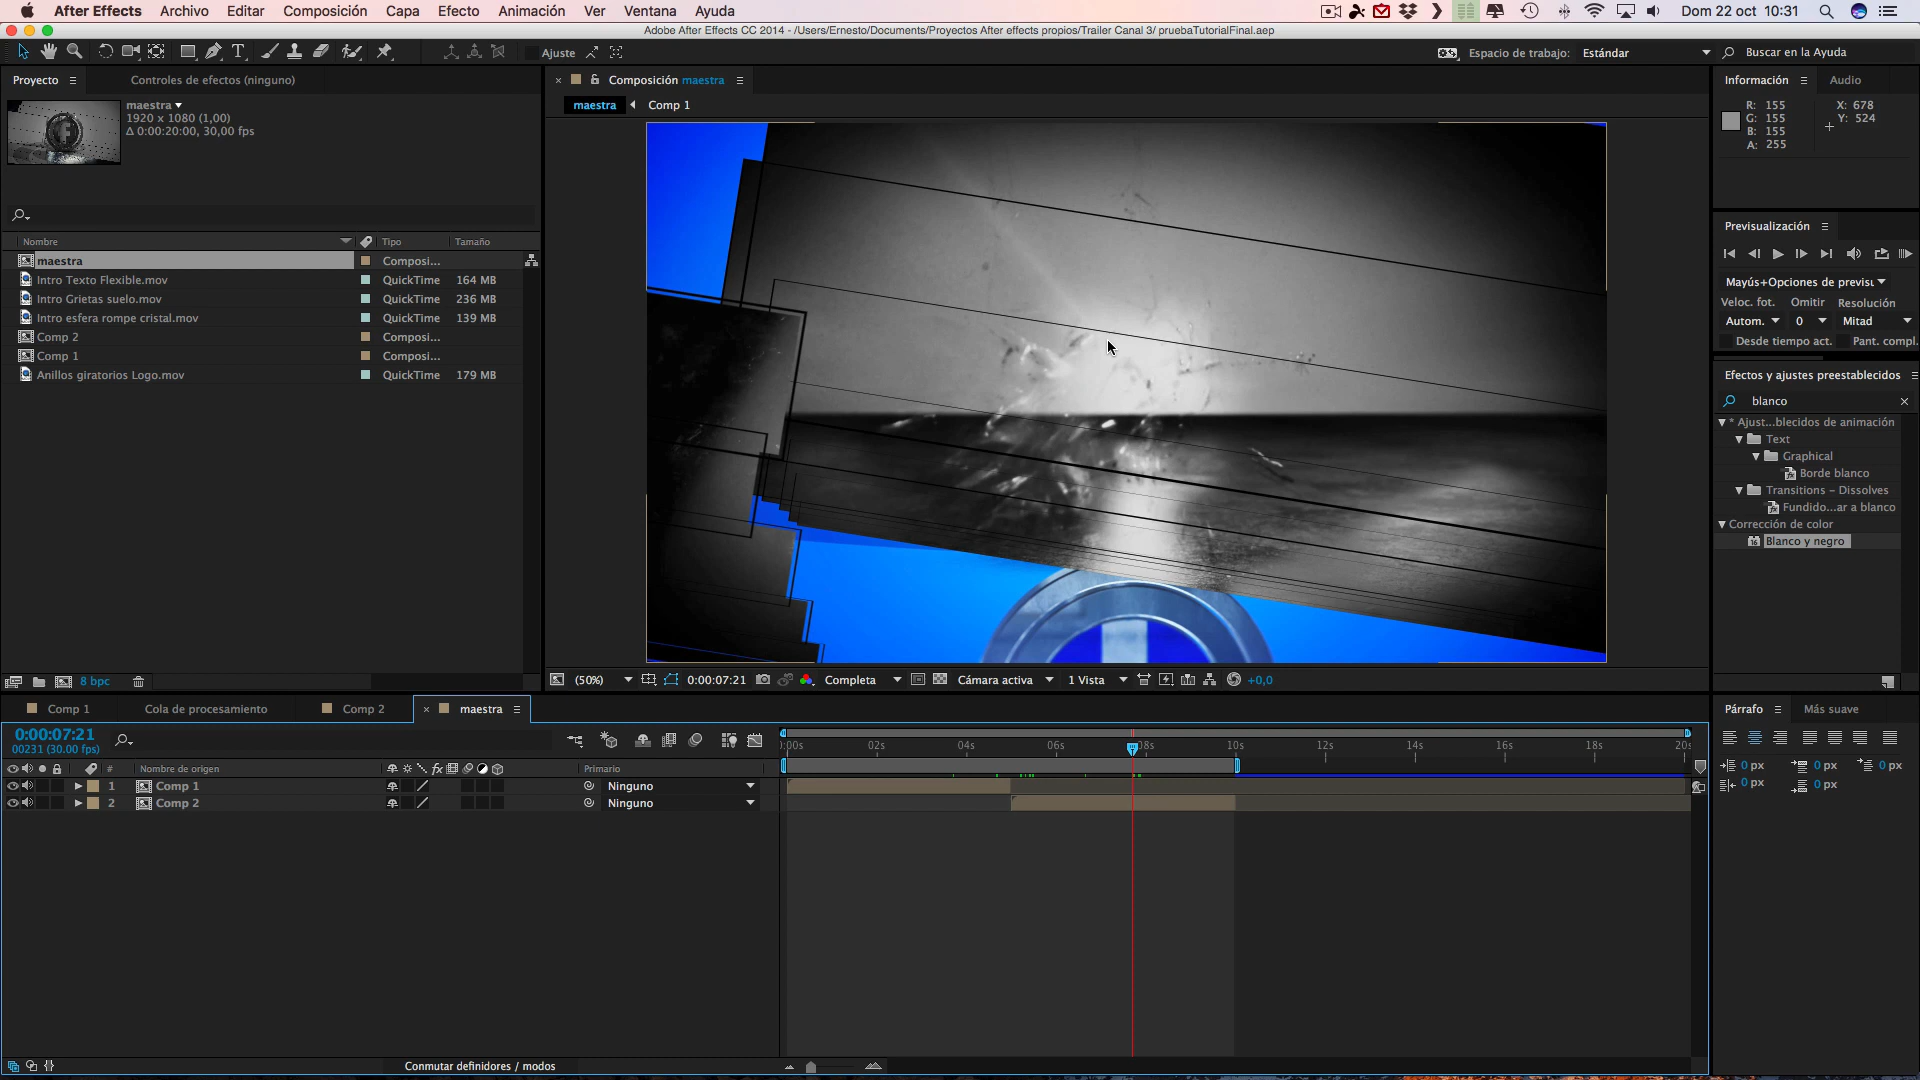 After Effects Archivo Editar Composición Capa Efecto Animación Ver Ventana Ayuda Dom 22 oct 10:31
Adobe After Effects CC 2014 - /Users/Ernesto/Documents/Proyectos After effects propios/Trailer Canal 3/ pruebaTutorialFinal.aep
T Ajuste Espacio de trabajo: Estándar Buscar en la Ayuda
Proyecto Controles de efectos (ninguno) Composición maestra Información Audio
maestra Comp 1
maestra
1920 x 1080 (1,00)
Δ 0:00:20:00, 30,00 fps
R: 155 X: 678
G: 155 Y: 524
B: 155
A: 255
Previsualización
Nombre Tipo Tamaño
maestra Composi...
Intro Texto Flexible.mov QuickTime 164 MB
Intro Grietas suelo.mov QuickTime 236 MB
Intro esfera rompe cristal.mov QuickTime 139 MB
Comp 2 Composi...
Comp 1 Composi...
Anillos giratorios Logo.mov QuickTime 179 MB
Mayús+Opciones de previsu
Veloc. fot. Omitir Resolución
Autom. 0 Mitad
Desde tiempo act. Pant. compl.
Efectos y ajustes preestablecidos
blanco
* Ajust...blecidos de animación
Text
Graphical
Borde blanco
Transitions – Dissolves
Fundido...ar a blanco
Corrección de color
Blanco y negro
8 bpc
(50%) 0:00:07:21 Completa Cámara activa 1 Vista +0,0
Comp 1 Cola de procesamiento Comp 2 maestra
Párrafo Más suave
0:00:07:21
00231 (30.00 fps)
:00s 02s 04s 06s 08s 10s 12s 14s 16s 18s 20s
# Nombre de origen fx Primario
1 Comp 1 Ninguno
2 Comp 2 Ninguno
0 px 0 px 0 px
0 px 0 px
Conmutar definidores / modos